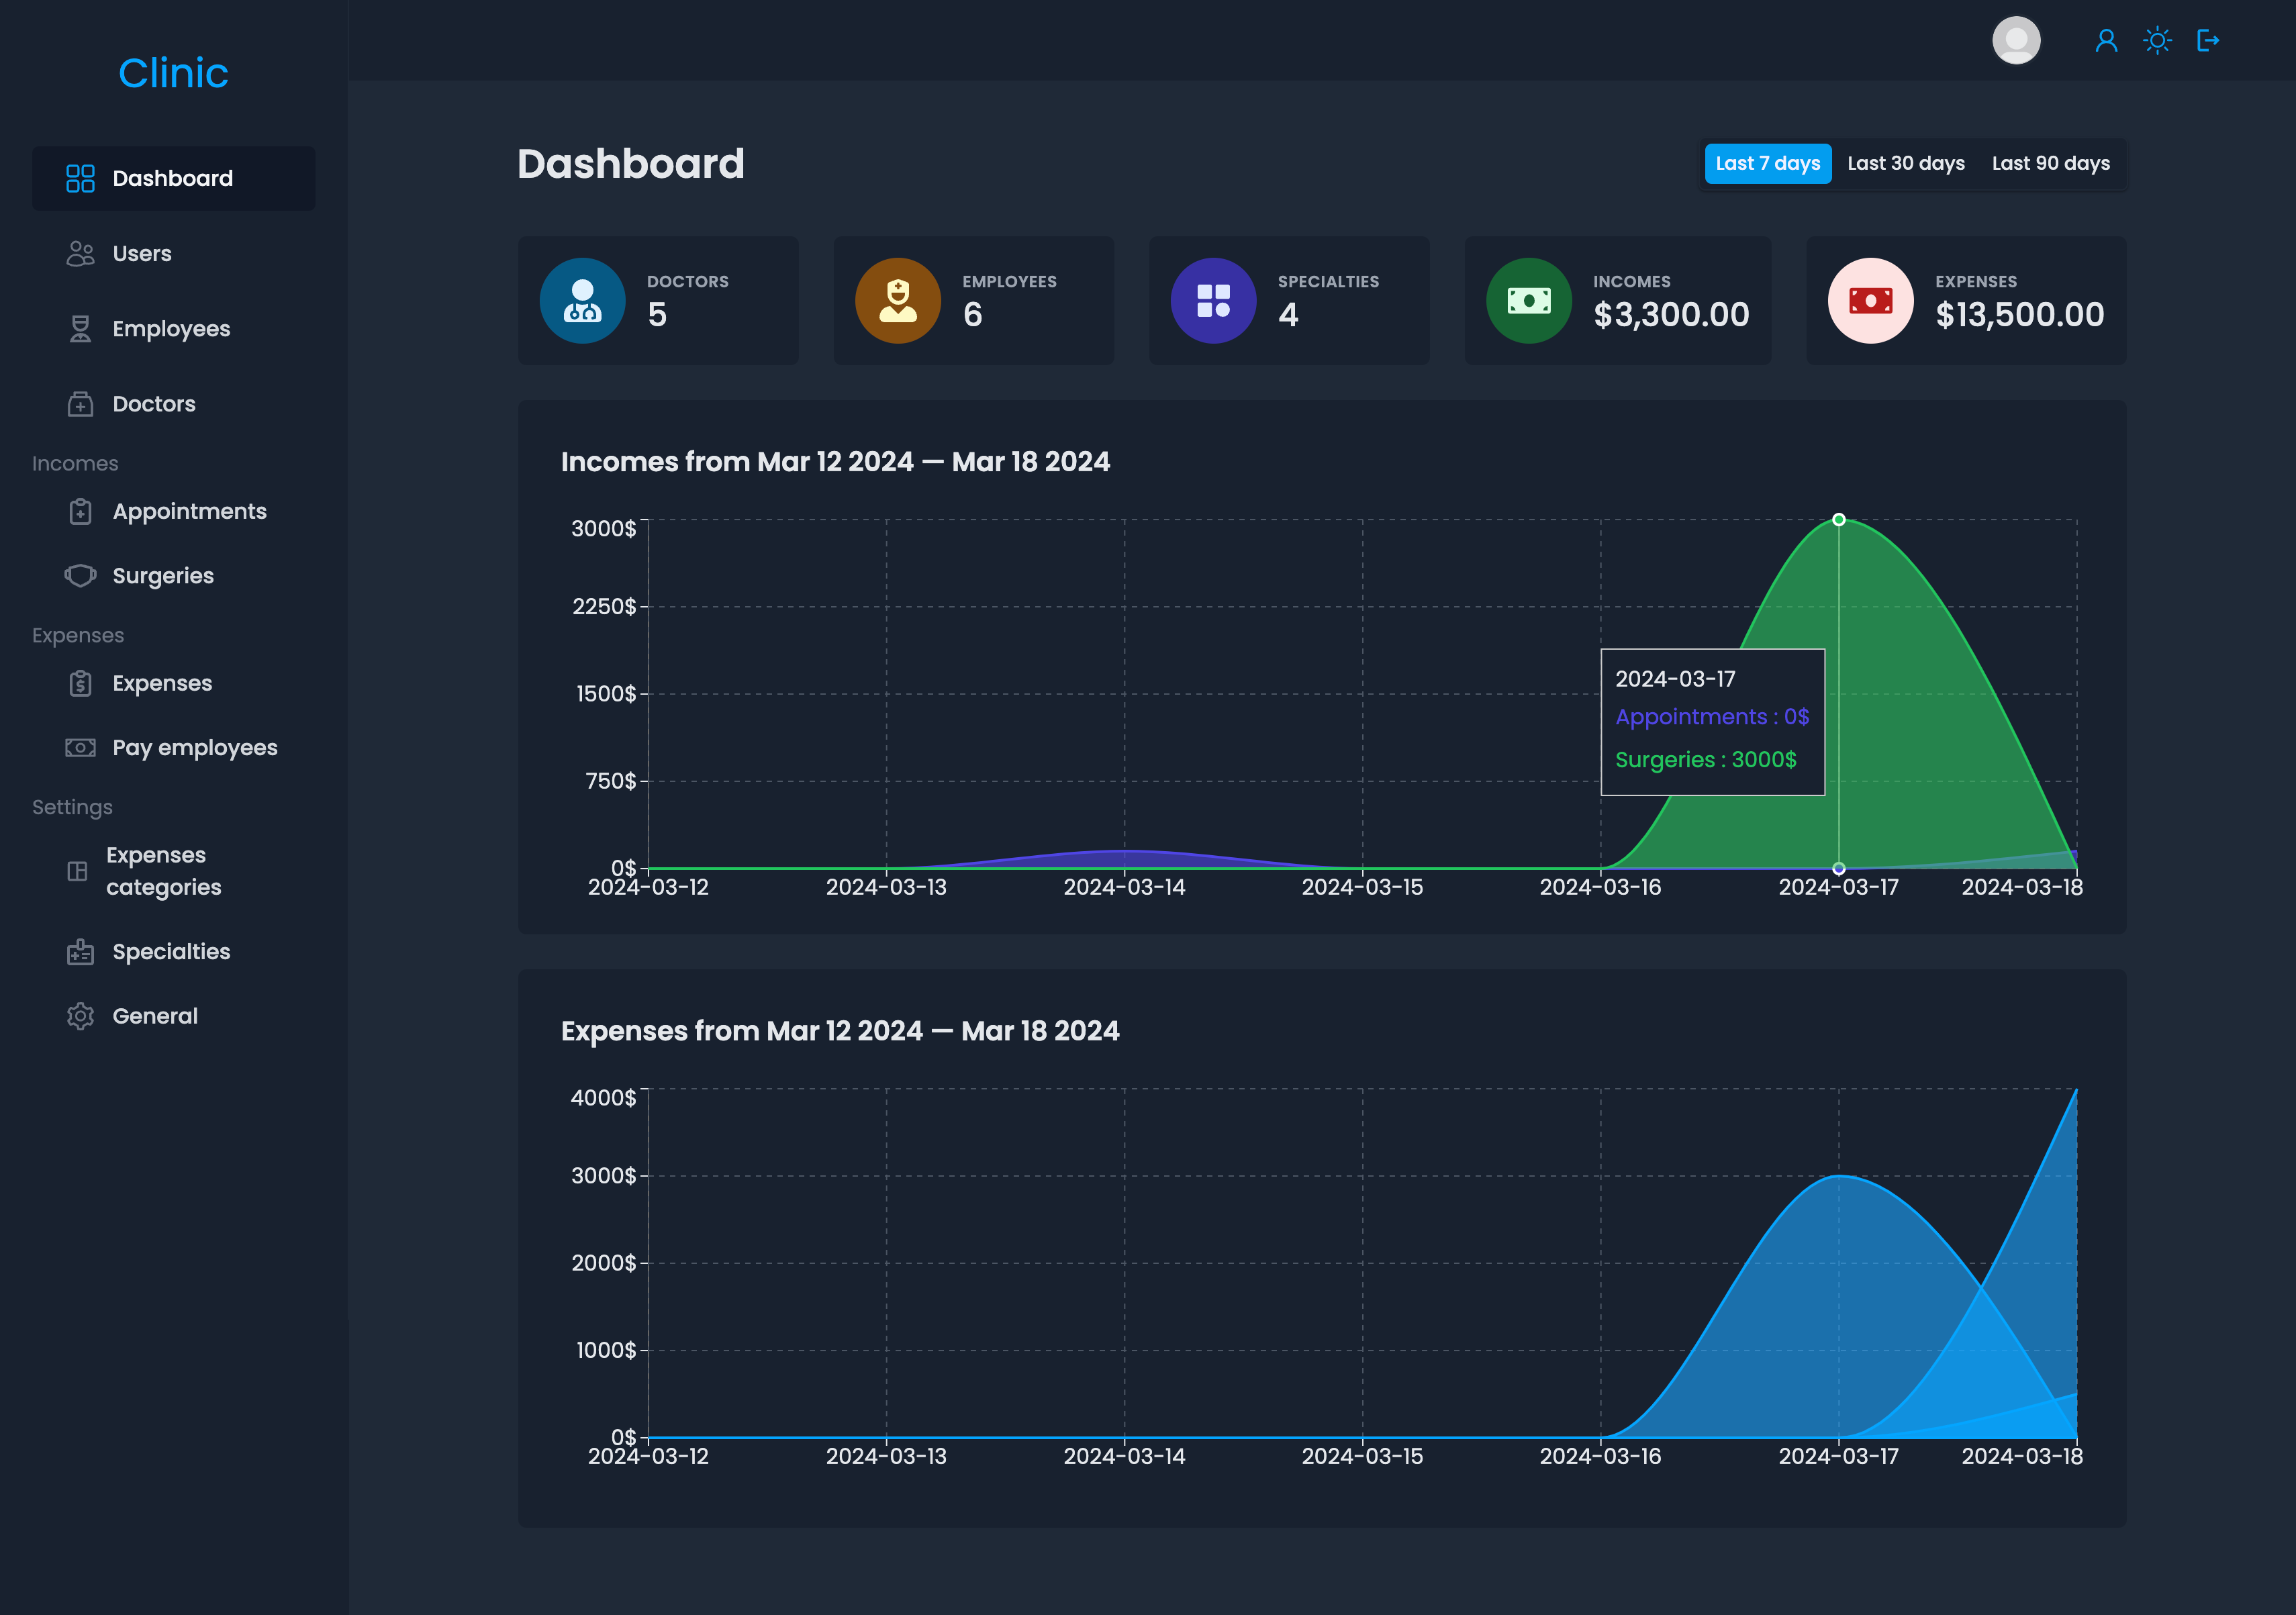 Clinic
Dashboard
Users
Employees
Doctors
Incomes
Appointments
Surgeries
Expenses
Expenses
Pay employees
Settings
Expenses
categories
Specialties
General
Dashboard
Last 7 days Last 30 days Last 90 days
DOCTORS
5
EMPLOYEES
6
SPECIALTIES
4
INCOMES
$3,300.00
EXPENSES
$13,500.00
Incomes from Mar 12 2024 — Mar 18 2024
3000$
2250$
1500$
750$
0$
2024-03-17
Appointments : 0$
Surgeries : 3000$
2024-03-12 2024-03-13 2024-03-14 2024-03-15 2024-03-16 2024-03-17 2024-03-18
Expenses from Mar 12 2024 — Mar 18 2024
4000$
3000$
2000$
1000$
0$
2024-03-12 2024-03-13 2024-03-14 2024-03-15 2024-03-16 2024-03-17 2024-03-18